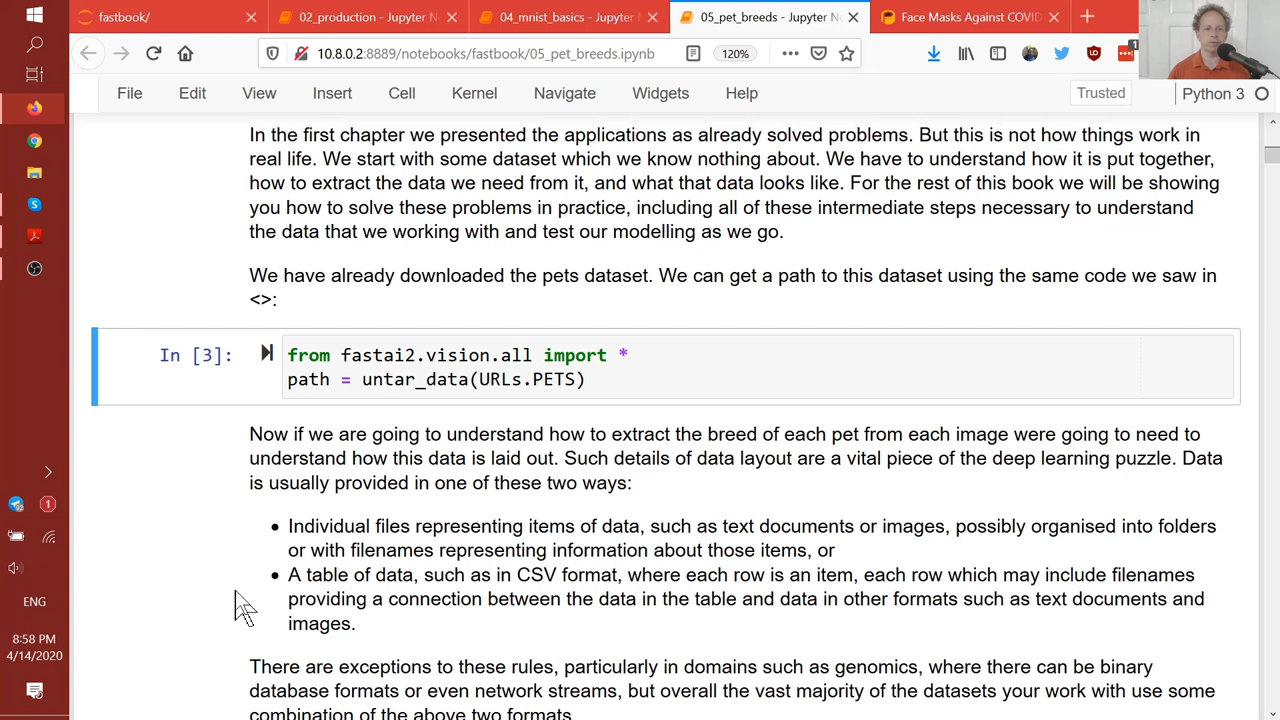 fastbook/
02_production - Jupyter N
04_mnist_basics - Jupyter N
05_pet_breeds - Jupyter N
Face Masks Against COVID
10.8.0.2:8889/notebooks/fastbook/05_pet_breeds.ipynb
120%
1
File Edit View Insert Cell Kernel Navigate Widgets Help
Trusted
Python 3
In the first chapter we presented the applications as already solved problems. But this is not how things work in
real life. We start with some dataset which we know nothing about. We have to understand how it is put together,
how to extract the data we need from it, and what that data looks like. For the rest of this book we will be showing
you how to solve these problems in practice, including all of these intermediate steps necessary to understand
the data that we working with and test our modelling as we go.
We have already downloaded the pets dataset. We can get a path to this dataset using the same code we saw in
<>:
In [3]:
from fastai2.vision.all import *
path = untar_data(URLs.PETS)
Now if we are going to understand how to extract the breed of each pet from each image were going to need to
understand how this data is laid out. Such details of data layout are a vital piece of the deep learning puzzle. Data
is usually provided in one of these two ways:
• Individual files representing items of data, such as text documents or images, possibly organised into folders
or with filenames representing information about those items, or
• A table of data, such as in CSV format, where each row is an item, each row which may include filenames
providing a connection between the data in the table and data in other formats such as text documents and
images.
There are exceptions to these rules, particularly in domains such as genomics, where there can be binary
database formats or even network streams, but overall the vast majority of the datasets your work with use some
combination of the above two formats.
1
ENG
8:58 PM
4/14/2020